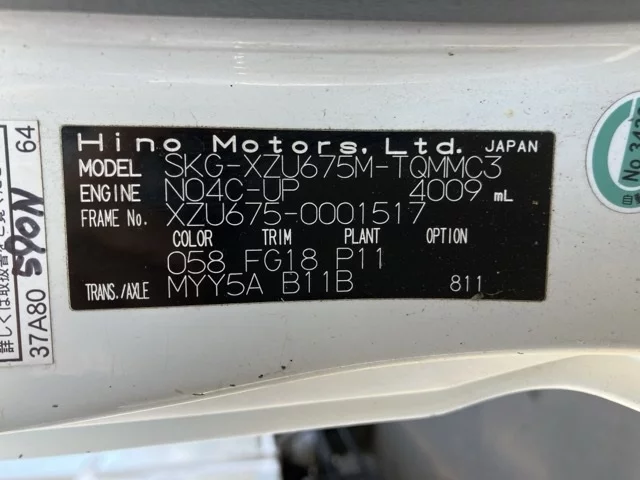 Hino Motors, Ltd. JAPAN
MODEL SKG-XZU675M-TQMMC3
ENGINE N04C-UP 4009 mL
FRAME No. XZU675-0001517
COLOR TRIM PLANT OPTION
058 FG18 P11
TRANS./AXLE MYY5A B11B 811
37A80 64
590N